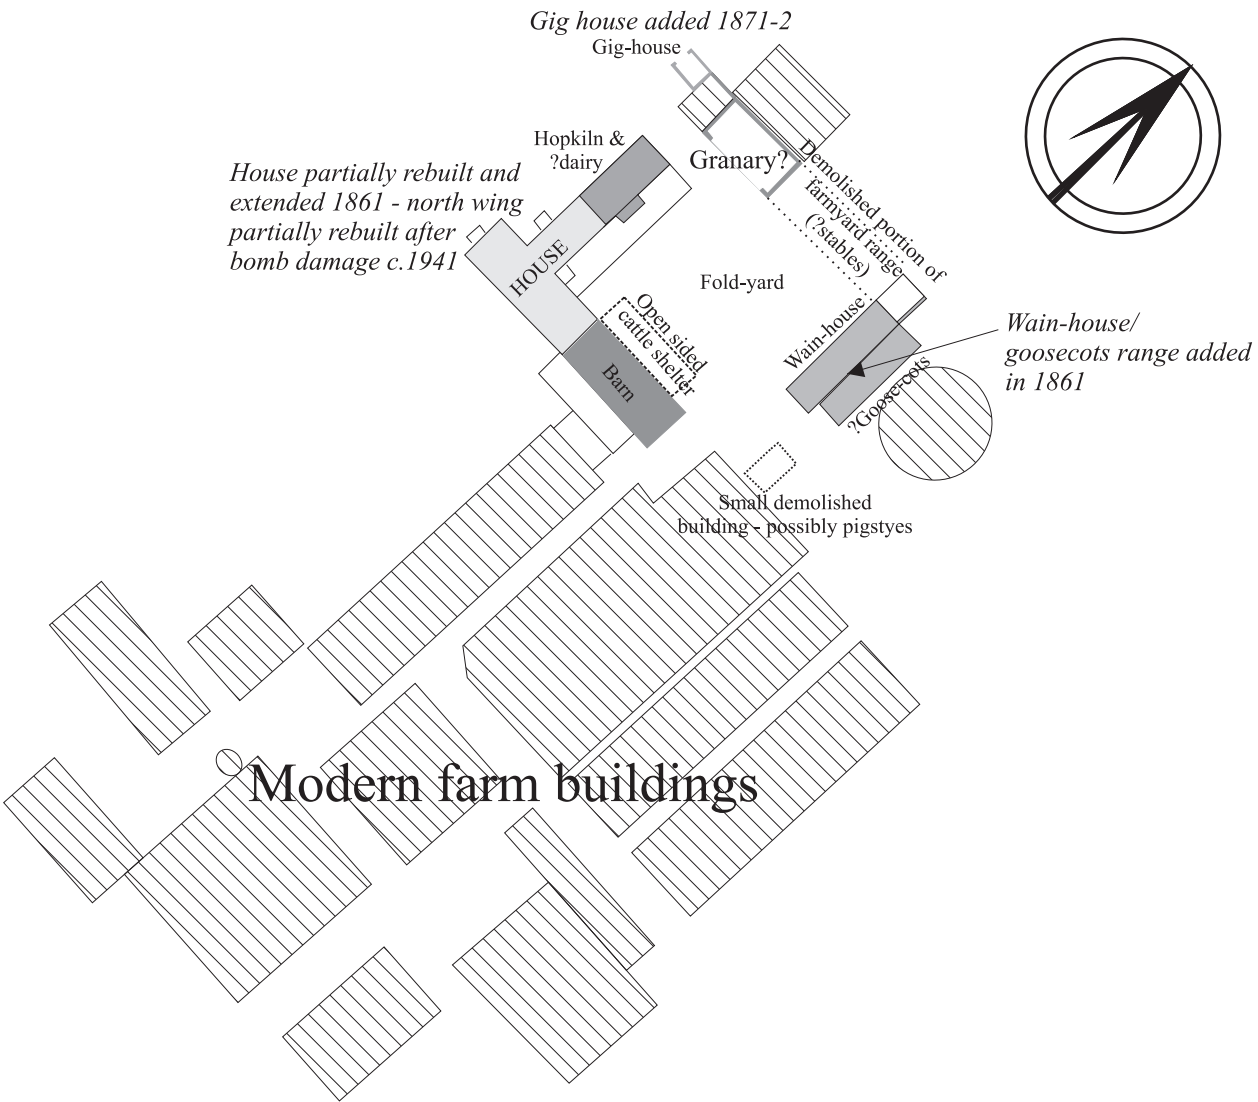 Gig house added 1871-2
Gig-house
Hopkiln &
?dairy
Granary?
Demolished portion of
farmyard range
(?stables)
House partially rebuilt and
extended 1861 - north wing
partially rebuilt after
bomb damage c.1941
HOUSE
Fold-yard
Open sided
cattle shelter
Barn
Wain-house
?Goose-cots
Wain-house/
goosecots range added
in 1861
Small demolished
building - possibly pigstyes
Modern farm buildings